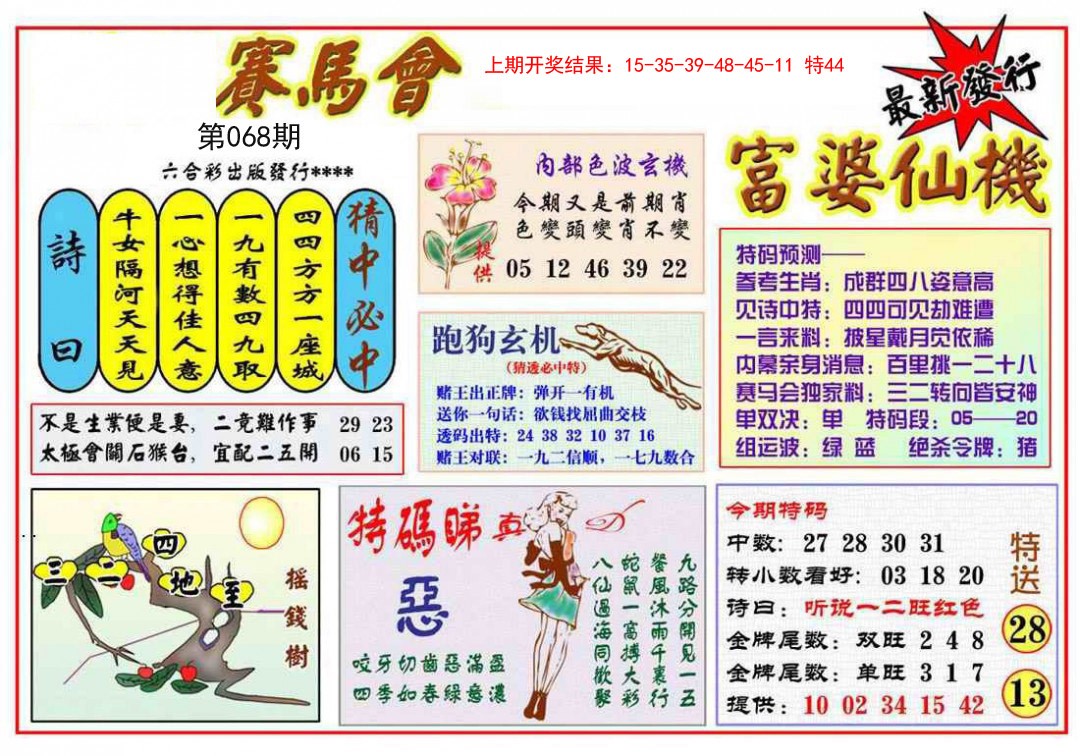 賽馬會
上期开奖结果：15-35-39-48-45-11 特44
最新發行
第068期
六合彩出版發行****
富婆仙機
詩曰
牛女隔河天天見
一心想得佳人意
一九有數四九取
四四方方一座城
猜中必中
不是生業便是要，二竞雞作事 29 23
太極會關石猴台，宜配二五開 06 15
內部色波玄機
今期又是前期肖
色變頭變肖不變
提供
05 12 46 39 22
跑狗玄机
（猜透必中特）
赌王出正牌：弹开一有机
送你一句话：欲钱找屈曲交枝
透码出特：24 38 32 10 37 16
赌王对联：一九二信顺，一七九数合
特码预测——
参考生肖：成群四八姿意高
见诗中特：四四可见劫难遭
一言来料：披星戴月觉依稀
内幕亲身消息：百里挑一二十八
赛马会独家料：三二转向皆安神
单双决：单 特码段：05——20
组运波：绿 蓝 绝杀令牌：猪
三二四地至
搖錢樹
特碼睇真
惡
咬牙切齒惡滿盈
四季如春綠意濃
八仙過海同歡聚
蛇鼠一窩搏大彩
餐風沐雨千裏行
九路分開見一五
今期特码
中数：27 28 30 31
转小数看好：03 18 20
诗曰：听说一二旺红色
金牌尾数：双旺 2 4 8
金牌尾数：单旺 3 1 7
提供：10 02 34 15 42
特送
28
13